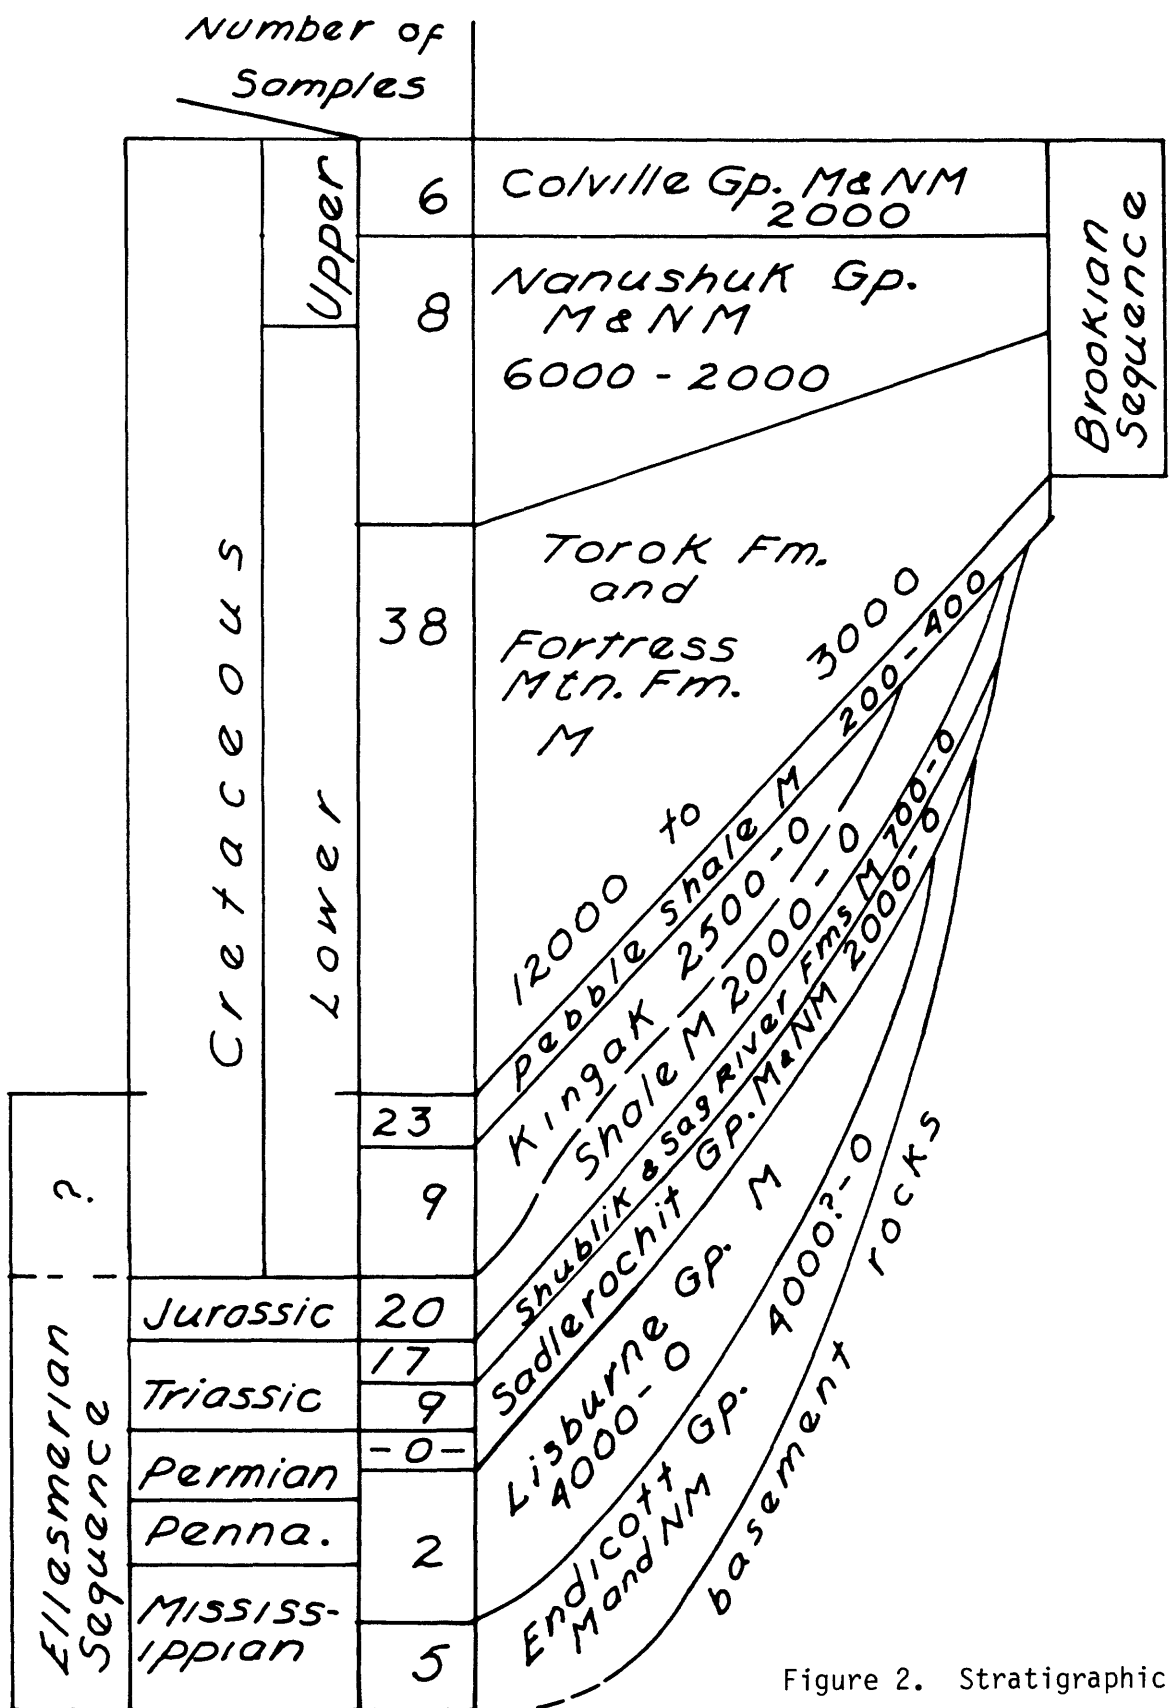 Number of
Samples
Cretaceous
Upper
Lower
6
Colville Gp. M&NM
2000
8
Nanushuk Gp.
M&NM
6000-2000
Brookian
Sequence
38
Torok Fm.
and
Fortress
Mtn. Fm.
M
12000 to 3000
Pebble Shale M 200-400
23
Kingak 2500-0
9
Shale M 2000-0
?
Ellesmerian
Sequence
Jurassic
20
Shublik & Sag River Fms M 700-0
Triassic
17
9
Sadlerochit Gp. M&NM 2000-0
Permian
-0-
Penna.
2
Lisburne Gp. M
4000-0
Mississ-
ippian
5
Endicott Gp. 4000?-0
M and NM
basement rocks
Figure 2. Stratigraphic